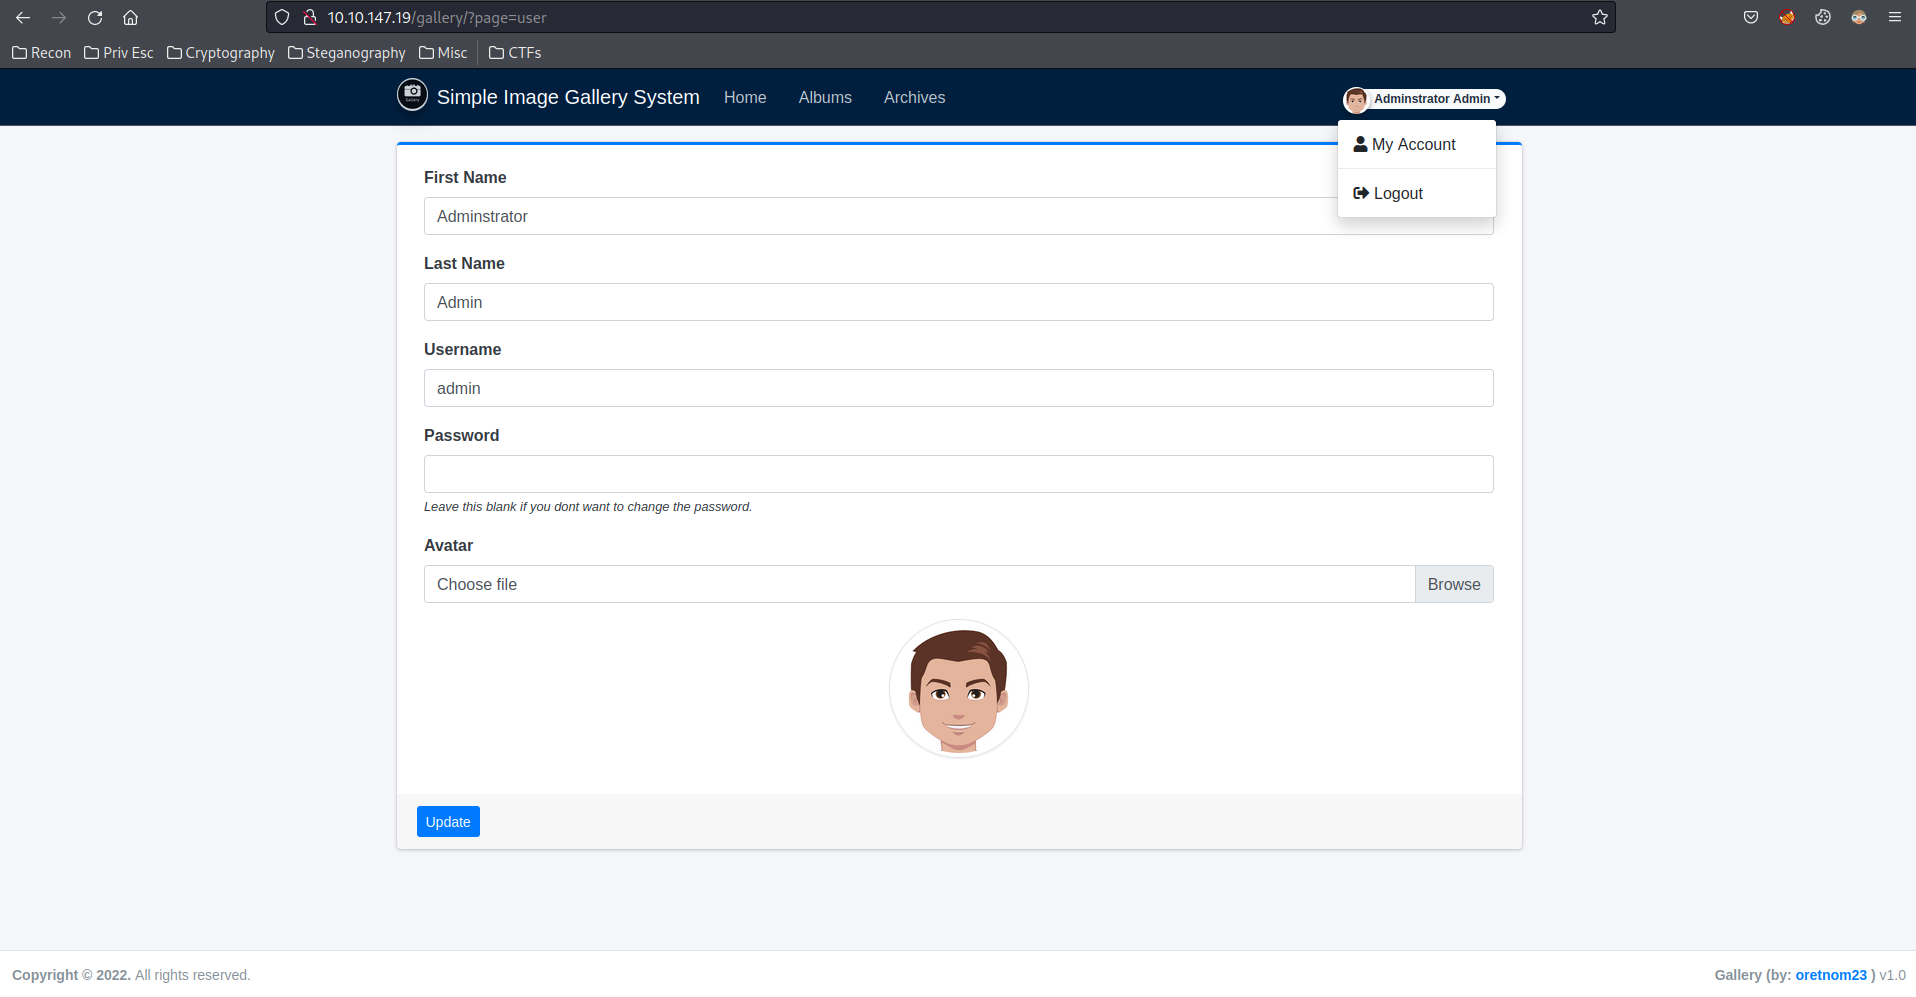 10.10.147.19/gallery/?page=user
Recon Priv Esc Cryptography Steganography Misc CTFs
Simple Image Gallery System Home Albums Archives Adminstrator Admin
My Account
Logout
First Name
Adminstrator
Last Name
Admin
Username
admin
Password
Leave this blank if you dont want to change the password.
Avatar
Choose file Browse
Update
Copyright © 2022. All rights reserved. Gallery (by: oretnom23 ) v1.0